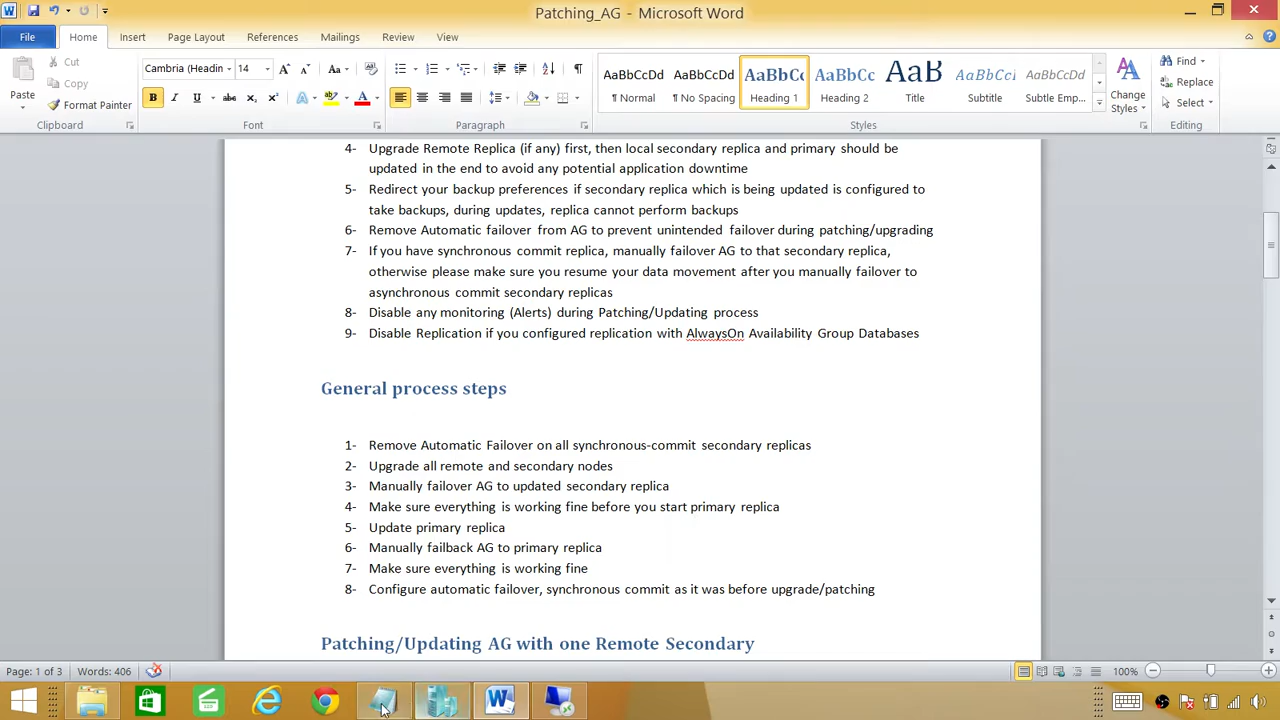 Patching_AG - Microsoft Word
File Home Insert Page Layout References Mailings Review View
Cut
Copy
Format Painter
Paste
Clipboard
Cambria (Headin 14
Font
Paragraph
AaBbCcDd AaBbCcDd AaBbCc AaBbCc AaB AaBbCcI AaBbCcDd
¶ Normal ¶ No Spacing Heading 1 Heading 2 Title Subtitle Subtle Emp...
Change
Styles
Styles
Find
Replace
Select
Editing
4- Upgrade Remote Replica (if any) first, then local secondary replica and primary should be
updated in the end to avoid any potential application downtime
5- Redirect your backup preferences if secondary replica which is being updated is configured to
take backups, during updates, replica cannot perform backups
6- Remove Automatic failover from AG to prevent unintended failover during patching/upgrading
7- If you have synchronous commit replica, manually failover AG to that secondary replica,
otherwise please make sure you resume your data movement after you manually failover to
asynchronous commit secondary replicas
8- Disable any monitoring (Alerts) during Patching/Updating process
9- Disable Replication if you configured replication with AlwaysOn Availability Group Databases
General process steps
1- Remove Automatic Failover on all synchronous-commit secondary replicas
2- Upgrade all remote and secondary nodes
3- Manually failover AG to updated secondary replica
4- Make sure everything is working fine before you start primary replica
5- Update primary replica
6- Manually failback AG to primary replica
7- Make sure everything is working fine
8- Configure automatic failover, synchronous commit as it was before upgrade/patching
Patching/Updating AG with one Remote Secondary
Page: 1 of 3 Words: 406 100%